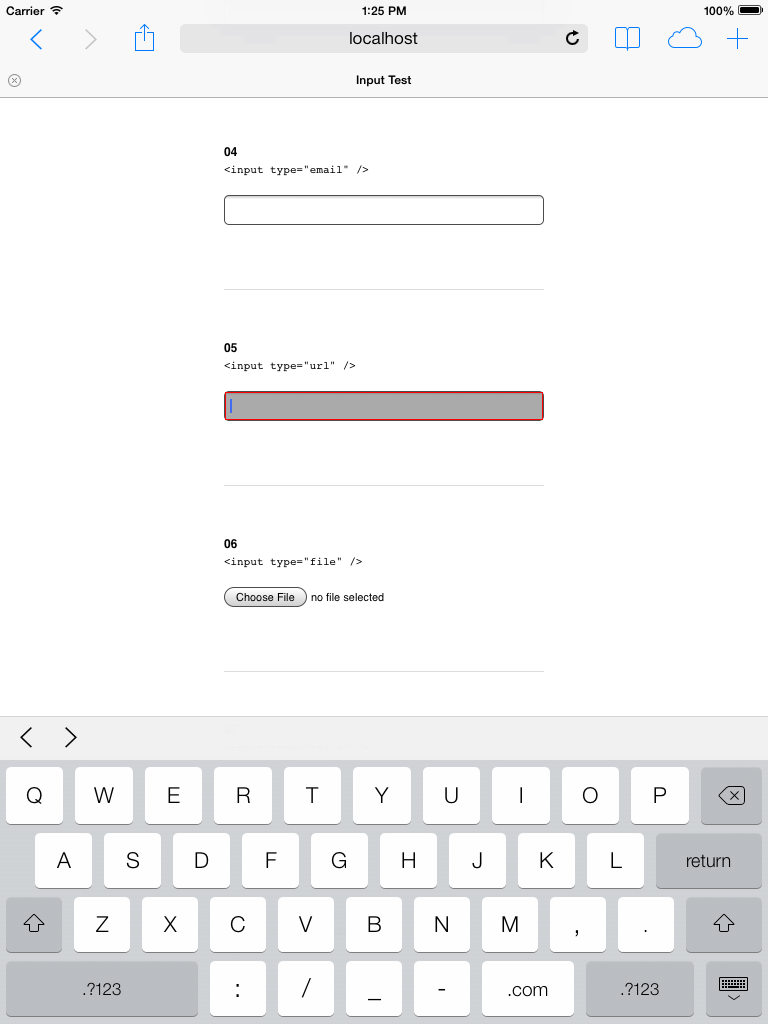 Carrier 1:25 PM 100%
localhost
Input Test
04
<input type="email" />
05
<input type="url" />
06
<input type="file" />
Choose File no file selected
Q W E R T Y U I O P
A S D F G H J K L return
Z X C V B N M , .
.?123 : / _ - .com .?123